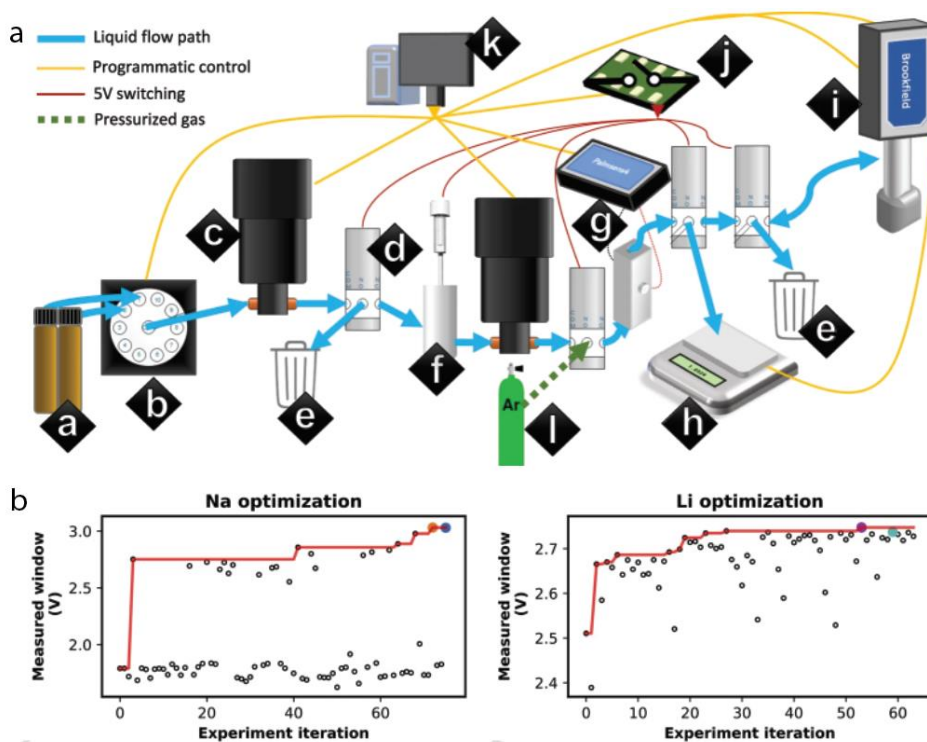 a
Liquid flow path
Programmatic control
5V switching
Pressurized gas
k
j
Brookfield
i
c
d
Palmsens
g
a
b
e
f
Ar
l
h
e
b
Na optimization
Measured window
(V)
3.0
2.5
2.0
0
20
40
60
Experiment iteration
Li optimization
Measured window
(V)
2.7
2.6
2.5
2.4
0
10
20
30
40
50
60
Experiment iteration